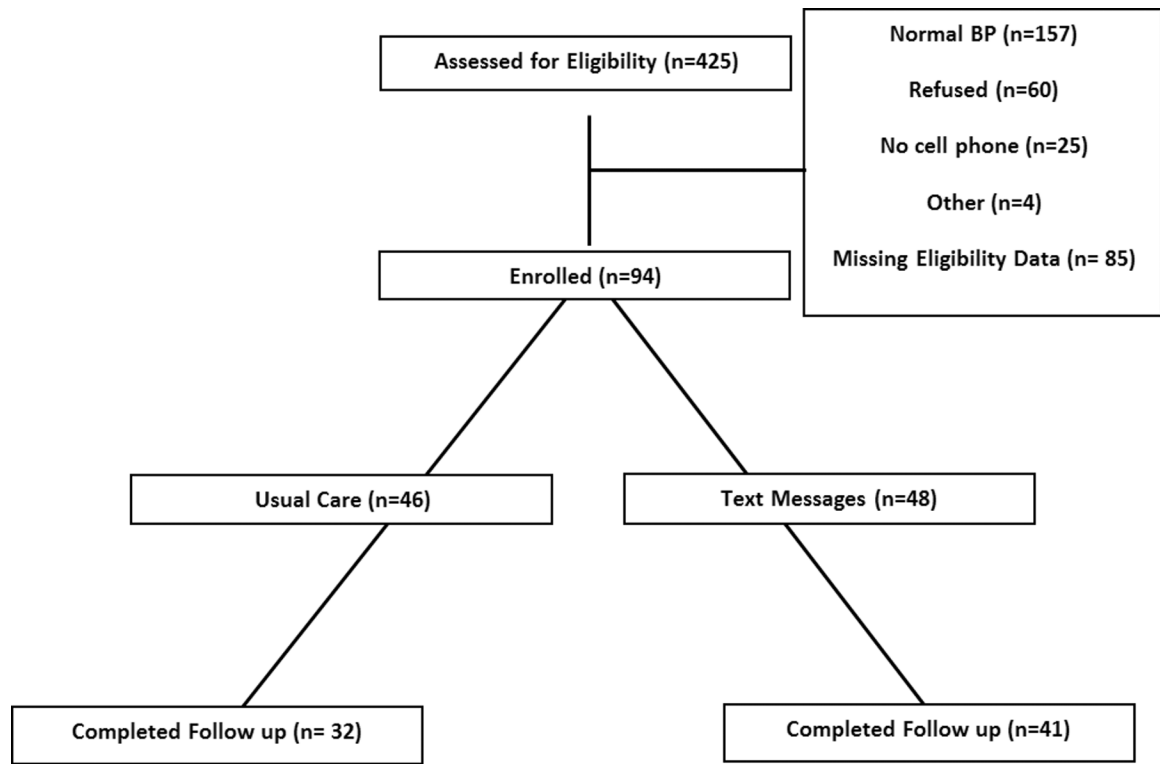 Assessed for Eligibility (n=425)
Normal BP (n=157)
Refused (n=60)
No cell phone (n=25)
Other (n=4)
Missing Eligibility Data (n= 85)
Enrolled (n=94)
Usual Care (n=46)
Text Messages (n=48)
Completed Follow up (n= 32)
Completed Follow up (n=41)